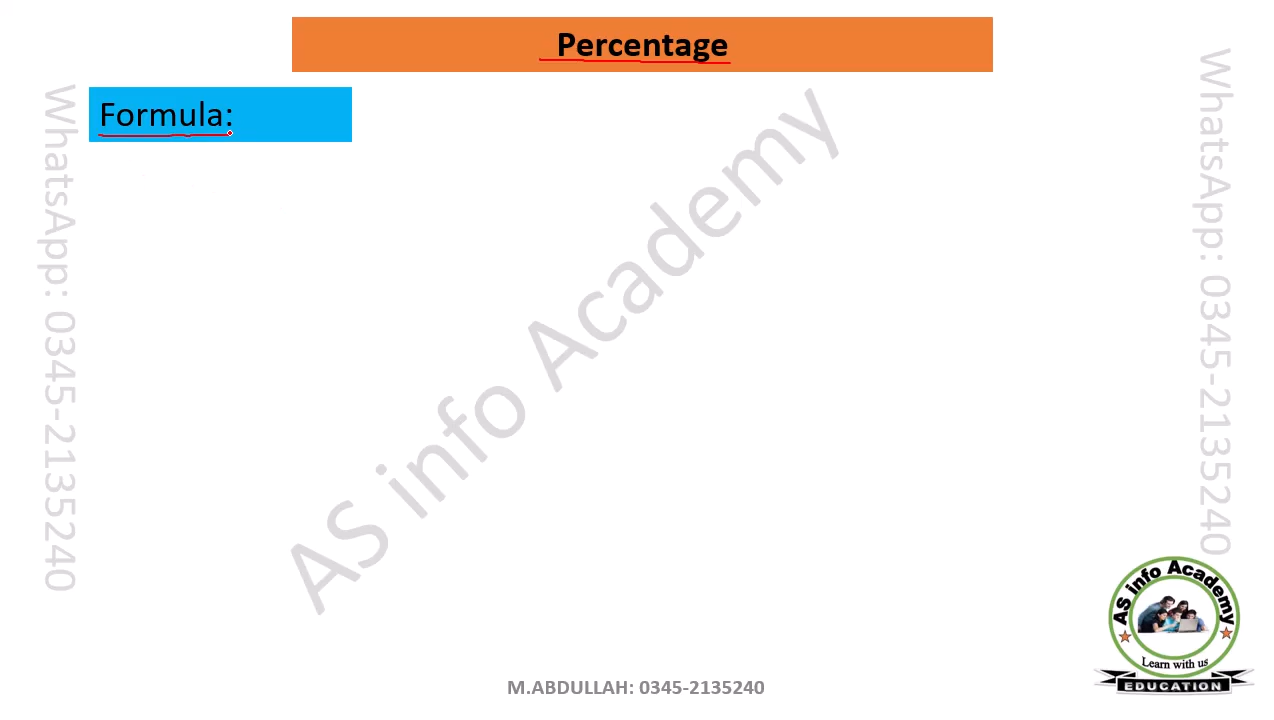 Percentage
Formula:
WhatsApp: 0345-2135240
WhatsApp: 0345-2135240
AS info Academy
AS info Academy
Learn with us
EDUCATION
M.ABDULLAH: 0345-2135240